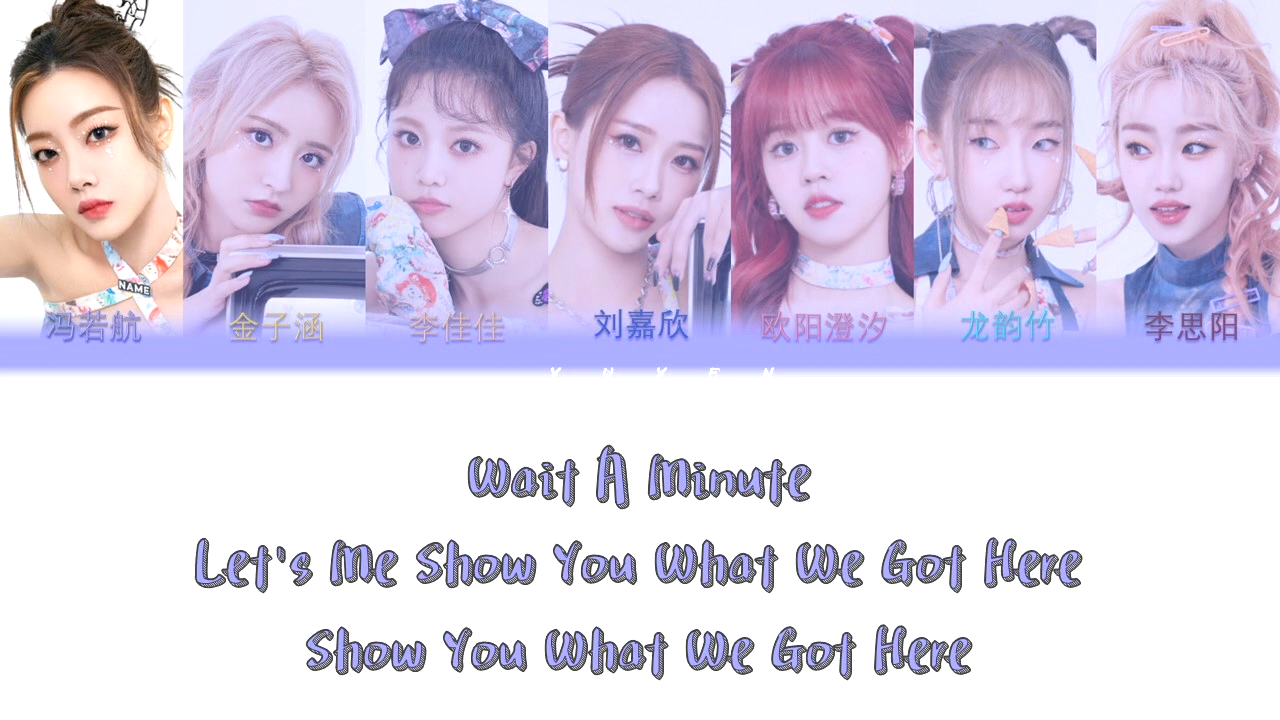 NAME
冯若航 金子涵 李佳佳 刘嘉欣 欧阳澄汐 龙韵竹 李思阳
Wait A Minute
Let's Me Show You What We Got Here
Show You What We Got Here